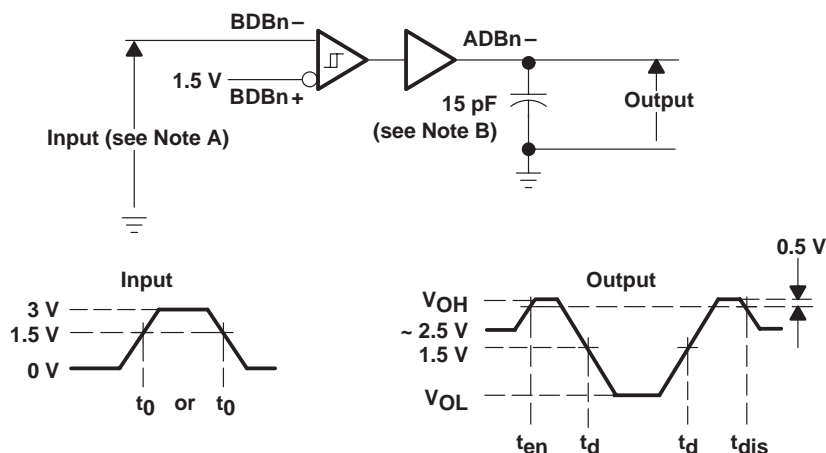 BDBn–
ADBn–
1.5 V
BDBn+
15 pF
(see Note B)
Output
Input (see Note A)
0.5 V
Input
Output
3 V
1.5 V
0 V
t0 or t0
VOH
~ 2.5 V
1.5 V
VOL
ten td td tdis